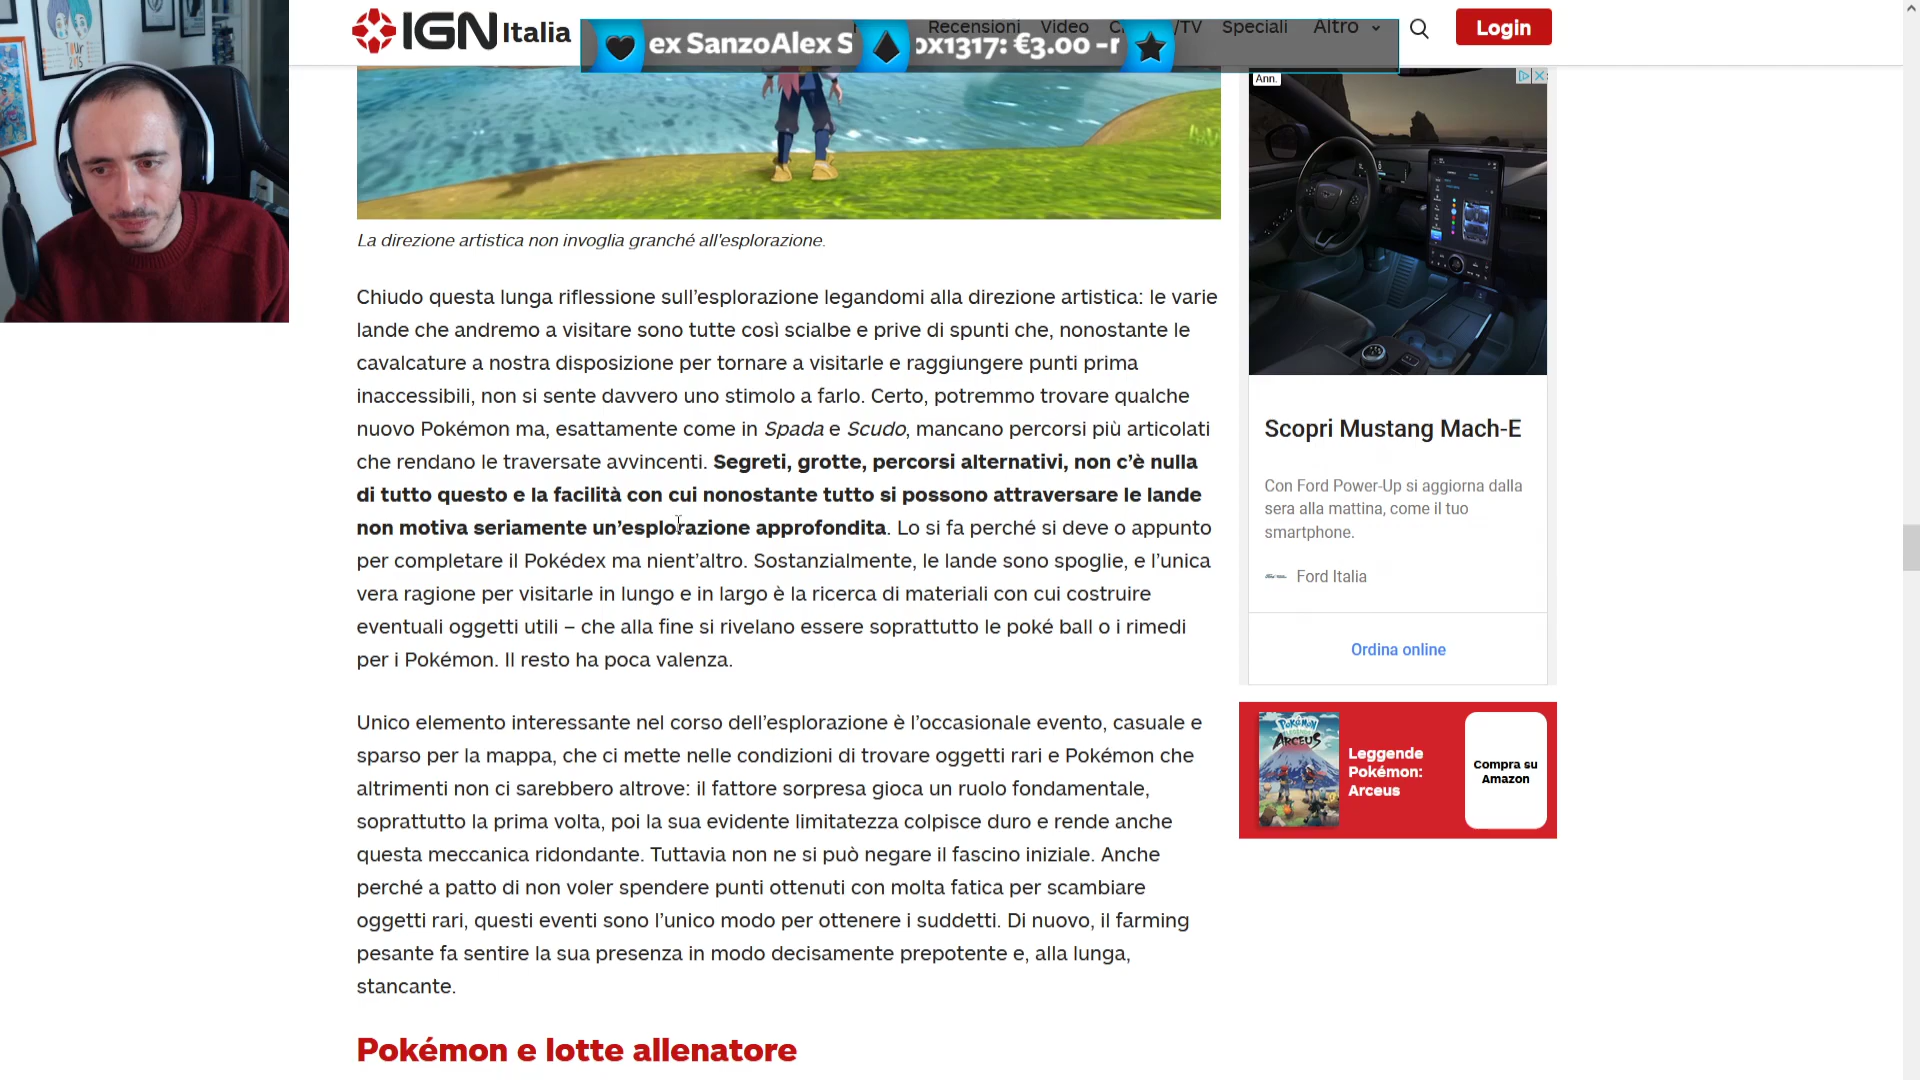 IGN Italia
Recensioni Video /TV Speciali Altro
Login
ex SanzoAlex S
ox1317: €3.00 -r
TOUR
Ann.
La direzione artistica non invoglia granché all'esplorazione.
Chiudo questa lunga riflessione sull'esplorazione legandomi alla direzione artistica: le varie
lande che andremo a visitare sono tutte così scialbe e prive di spunti che, nonostante le
cavalcature a nostra disposizione per tornare a visitarle e raggiungere punti prima
inaccessibili, non si sente davvero uno stimolo a farlo. Certo, potremmo trovare qualche
nuovo Pokémon ma, esattamente come in Spada e Scudo, mancano percorsi più articolati
che rendano le traversate avvincenti. Segreti, grotte, percorsi alternativi, non c'è nulla
di tutto questo e la facilità con cui nonostante tutto si possono attraversare le lande
non motiva seriamente un'esplorazione approfondita. Lo si fa perché si deve o appunto
per completare il Pokédex ma nient'altro. Sostanzialmente, le lande sono spoglie, e l'unica
vera ragione per visitarle in lungo e in largo è la ricerca di materiali con cui costruire
eventuali oggetti utili – che alla fine si rivelano essere soprattutto le poké ball o i rimedi
per i Pokémon. Il resto ha poca valenza.
Unico elemento interessante nel corso dell'esplorazione è l'occasionale evento, casuale e
sparso per la mappa, che ci mette nelle condizioni di trovare oggetti rari e Pokémon che
altrimenti non ci sarebbero altrove: il fattore sorpresa gioca un ruolo fondamentale,
soprattutto la prima volta, poi la sua evidente limitatezza colpisce duro e rende anche
questa meccanica ridondante. Tuttavia non ne si può negare il fascino iniziale. Anche
perché a patto di non voler spendere punti ottenuti con molta fatica per scambiare
oggetti rari, questi eventi sono l'unico modo per ottenere i suddetti. Di nuovo, il farming
pesante fa sentire la sua presenza in modo decisamente prepotente e, alla lunga,
stancante.
Pokémon e lotte allenatore
Scopri Mustang Mach-E
Con Ford Power-Up si aggiorna dalla
sera alla mattina, come il tuo
smartphone.
Ford Italia
Ordina online
POKÉMON
ARCEUS
Leggende
Pokémon:
Arceus
Compra su
Amazon